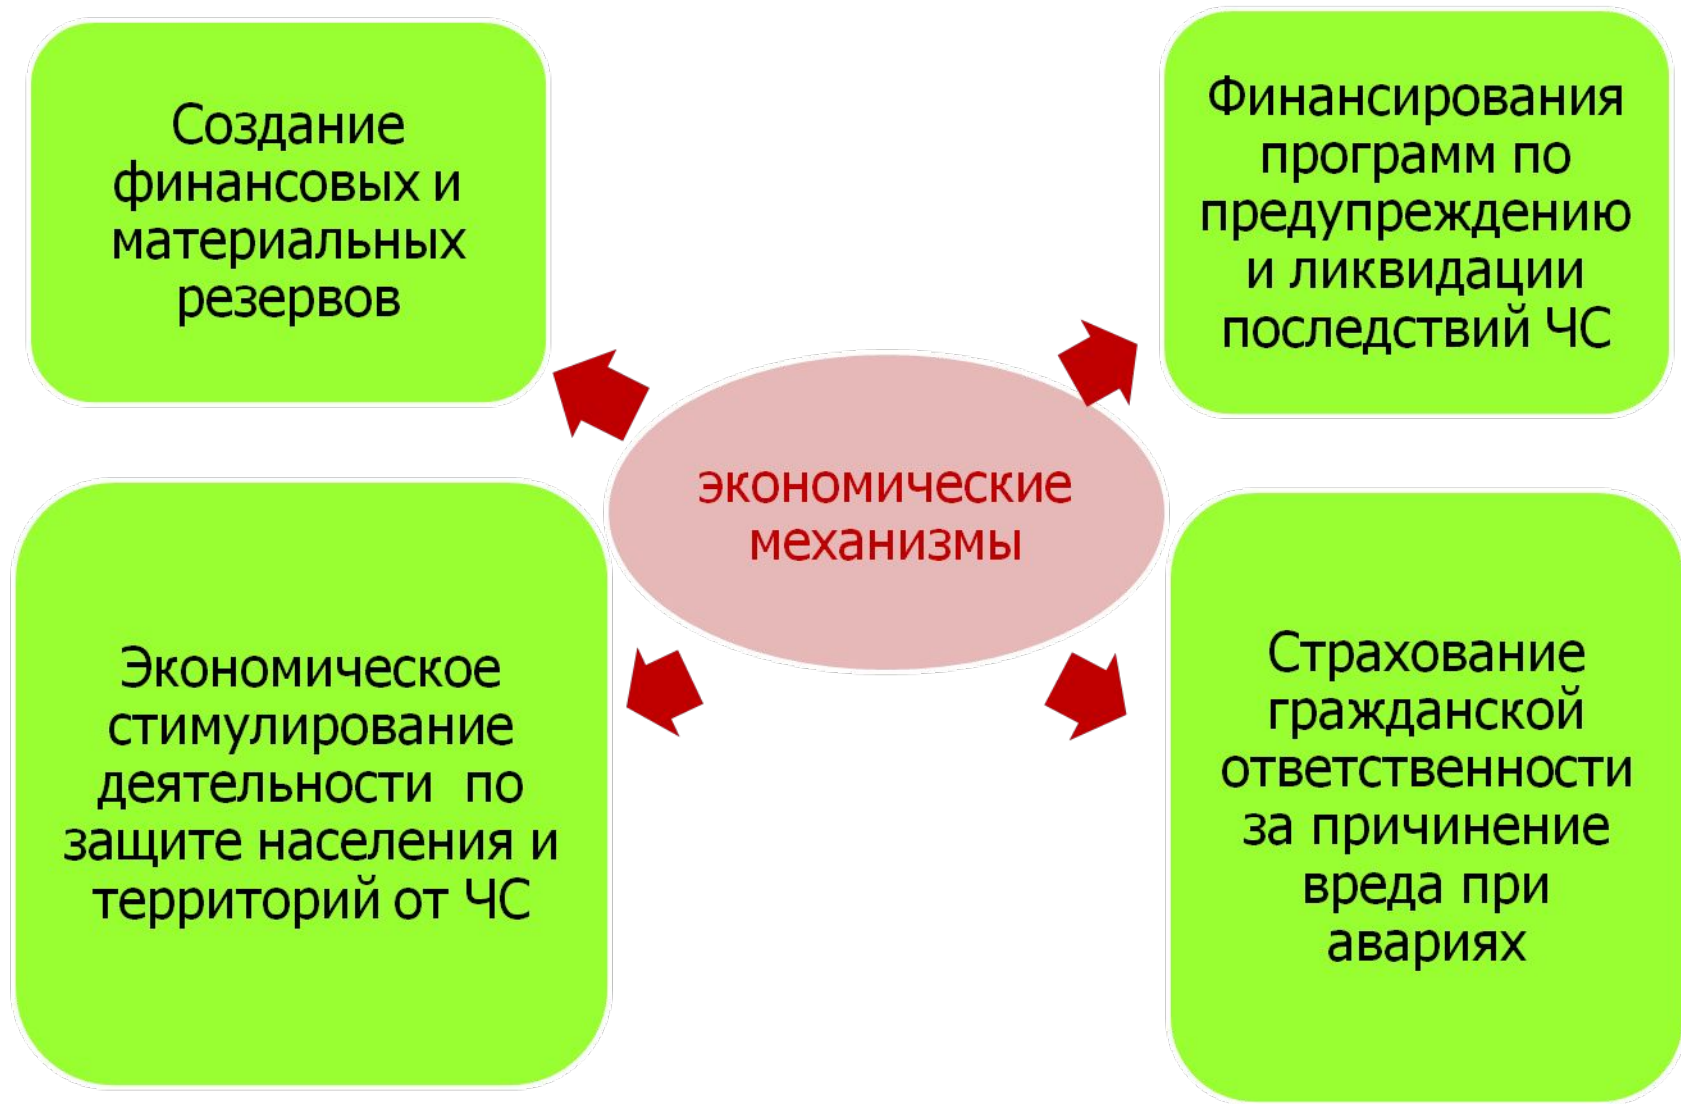 Создание
финансовых и
материальных
резервов
Финансирования
программ по
предупреждению
и ликвидации
последствий ЧС
экономические
механизмы
Экономическое
стимулирование
деятельности  по
защите населения и
территорий от ЧС
Страхование
гражданской
ответственности
за причинение
вреда при
авариях